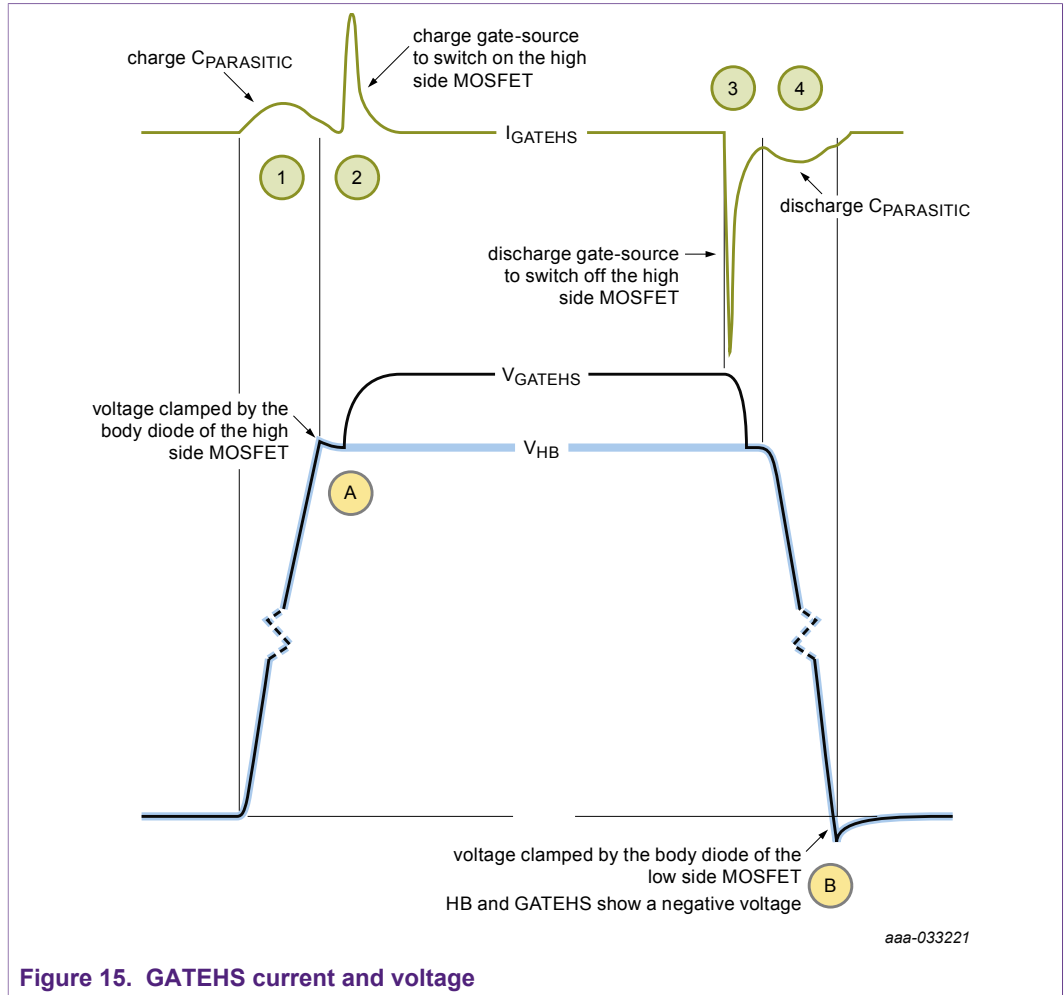 charge CPARASITIC
charge gate-source
to switch on the high
side MOSFET
3
4
IGATEHS
1
2
discharge CPARASITIC
discharge gate-source
to switch off the high
side MOSFET
VGATEHS
voltage clamped by the
body diode of the high
side MOSFET
VHB
A
voltage clamped by the body diode of the
low side MOSFET
HB and GATEHS show a negative voltage
B
aaa-033221
Figure 15. GATEHS current and voltage